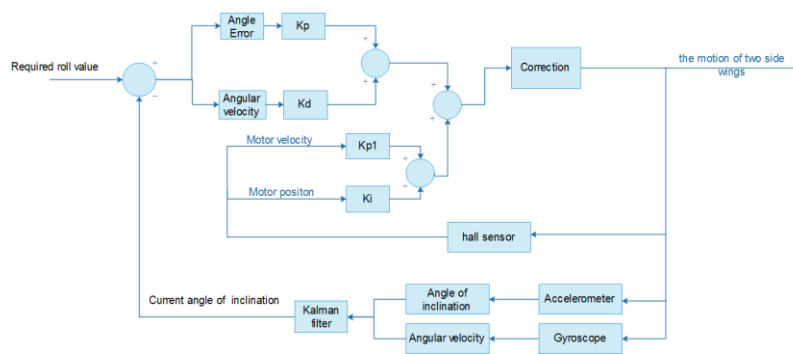 Required roll value
+
−
Angle
Error
Kp
+
Angular
velocity
Kd
+
+
+
Correction
the motion of two side
wings
Motor velocity
Kp1
+
Motor positon
Ki
+
hall sensor
Current angle of inclination
Kalman
filter
Angle of
inclination
Accelerometer
Angular velocity
Gyroscope